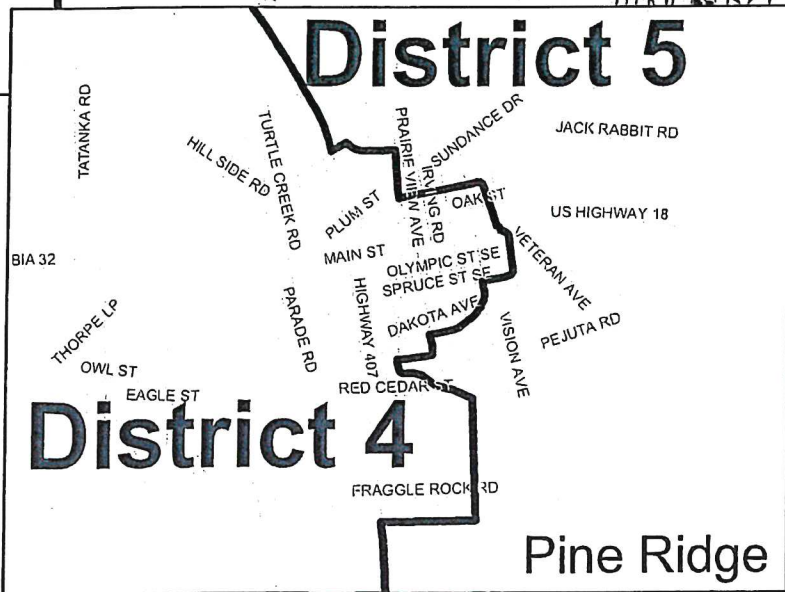 District 5
TATANKA RD
HILL SIDE RD
TURTLE CREEK RD
PRAIRIE VIEW AVE
IRVING RD
SUNDANCE DR
JACK RABBIT RD
PLUM ST
OAK ST
US HIGHWAY 18
BIA 32
MAIN ST
OLYMPIC ST SE
SPRUCE ST SE
VETERAN AVE
THORPE LP
PARADE RD
HIGHWAY 407
DAKOTA AVE
VISION AVE
PEJUTA RD
OWL ST
EAGLE ST
RED CEDAR ST
District 4
FRAGGLE ROCK RD
Pine Ridge